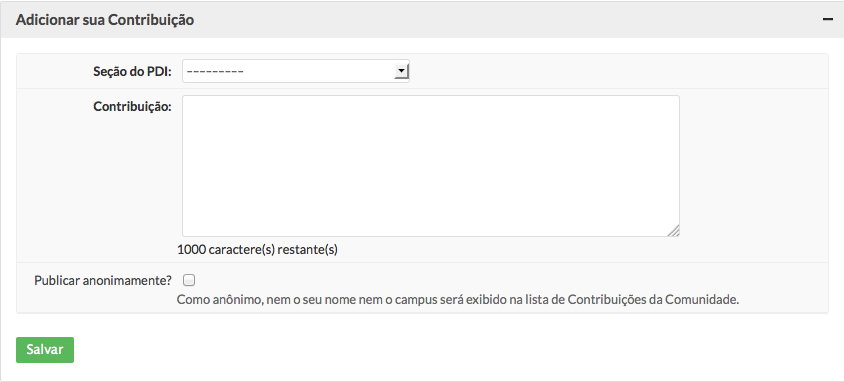 Adicionar sua Contribuição
Seção do PDI: ---------
Contribuição:
1000 caractere(s) restante(s)
Publicar anonimamente?
Como anônimo, nem o seu nome nem o campus será exibido na lista de Contribuições da Comunidade.
Salvar